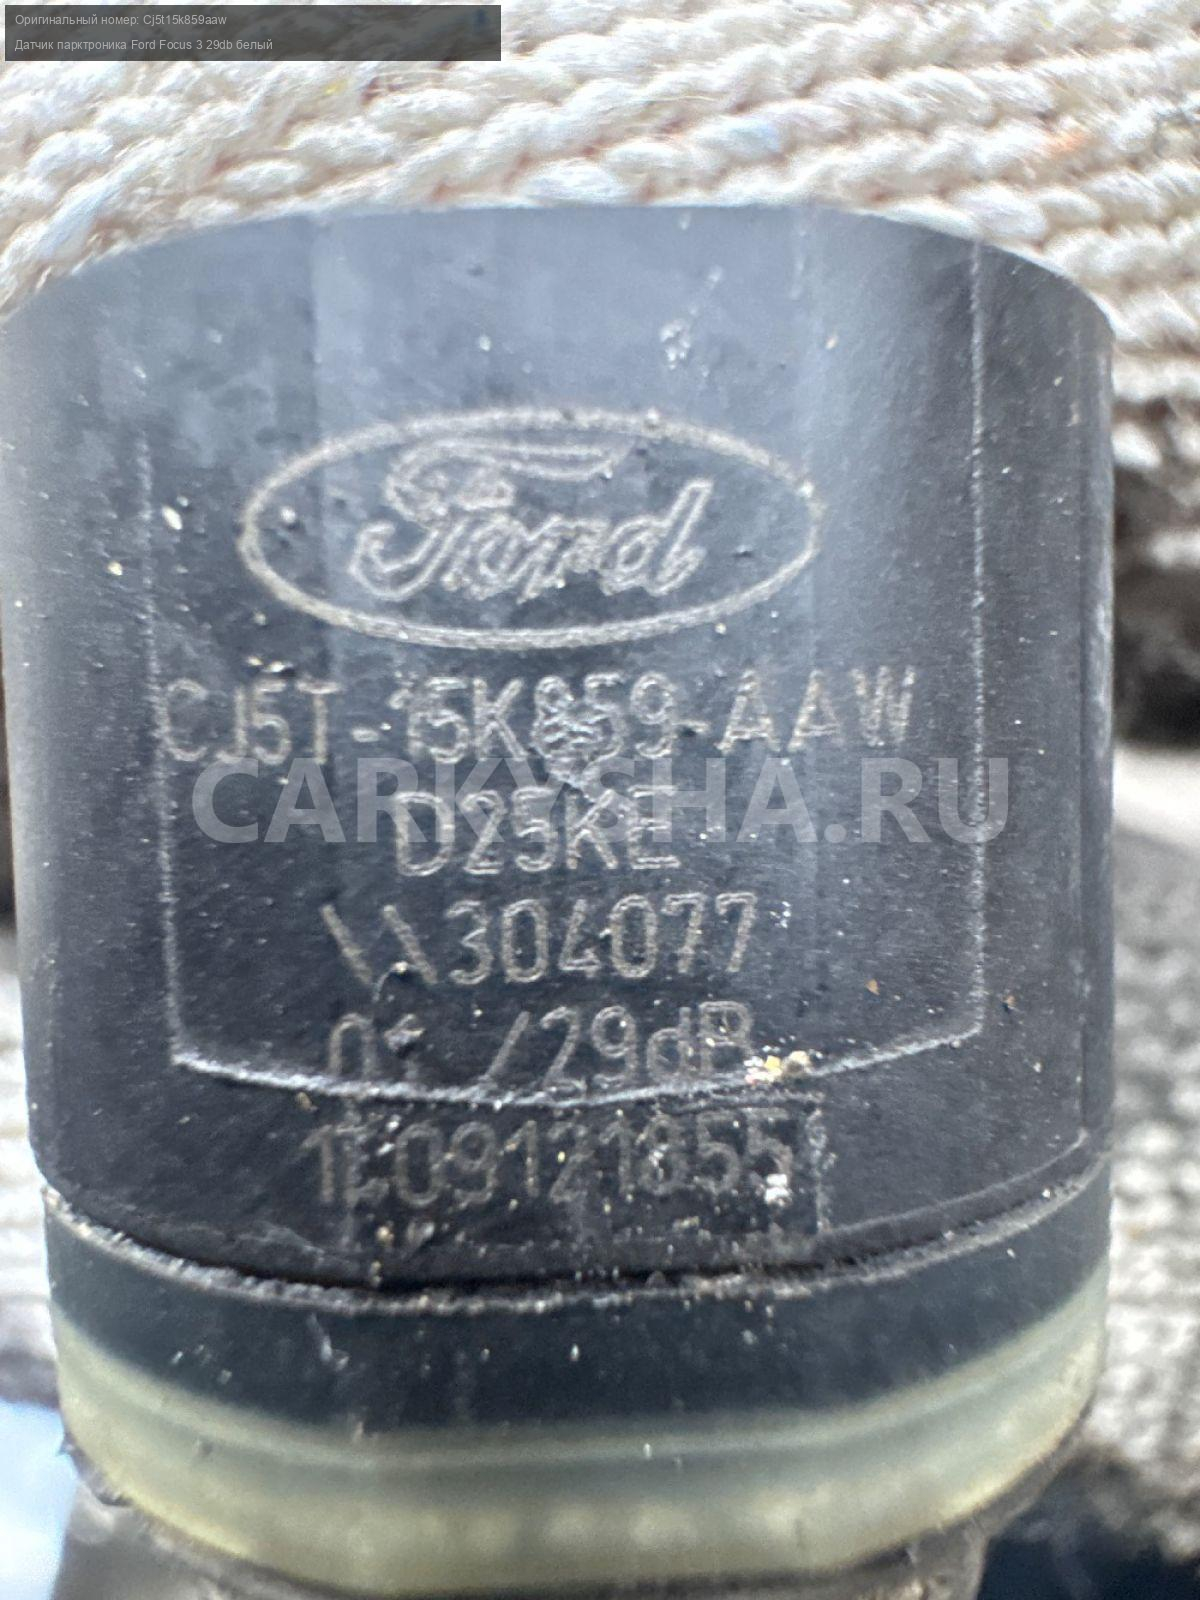 Оригинальный номер: Cj5t15k859aaw
Датчик парктроника Ford Focus 3 29db белый
Ford
CJ5T-15K859-AAW
CARKYSHA.RU
D25KE
\\304077
/29dB